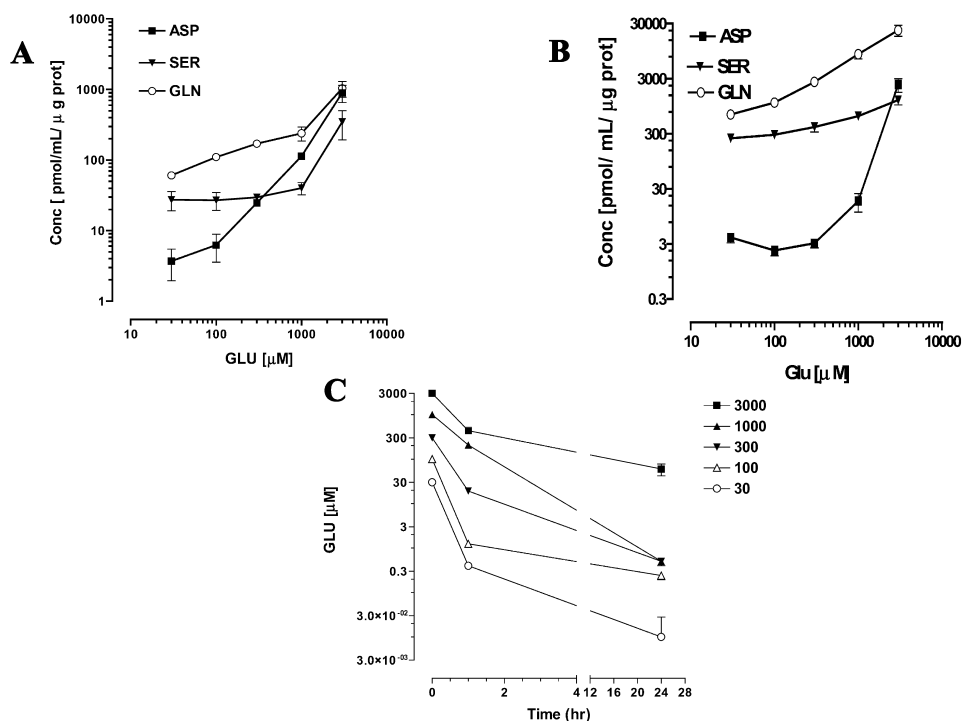 A
ASP
SER
GLN
Conc [ pmol/mL/ μ g prot]
10000
1000
100
10
1
10 100 1000 10000
GLU [μM]
B
ASP
SER
GLN
Conc [pmol/ mL/ μg prot]
30000
3000
300
30
3
0.3
10 100 1000 10000
Glu[μM]
C
GLU [μM]
3000
300
30
3
0.3
3.0×10⁻⁰²
3.0×10⁻⁰³
0 2 4 12 16 20 24 28
Time (hr)
3000
1000
300
100
30